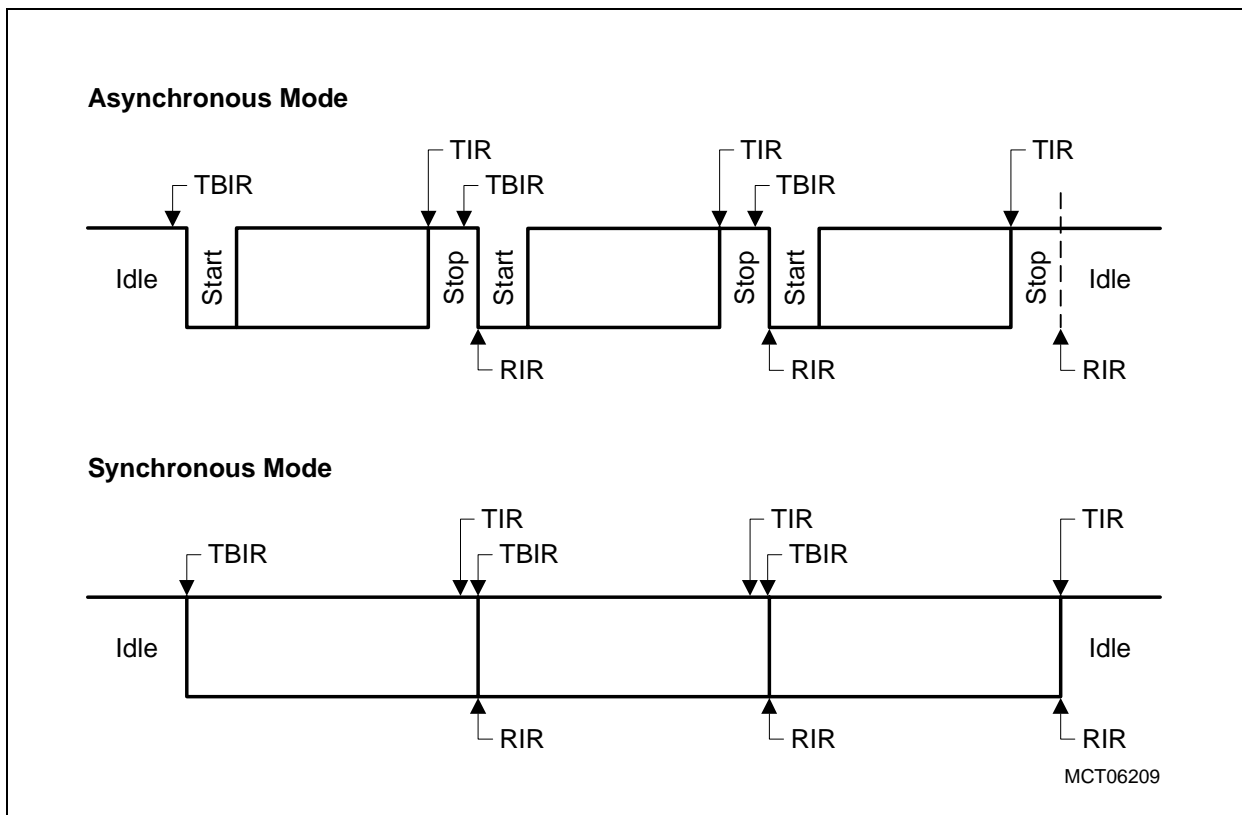 Asynchronous Mode
TIR
TIR
TIR
TBIR
TBIR
TBIR
Idle
Start
Stop
Start
Stop
Start
Stop
Idle
RIR
RIR
RIR
Synchronous Mode
TIR
TIR
TIR
TBIR
TBIR
TBIR
Idle
Idle
RIR
RIR
RIR
MCT06209